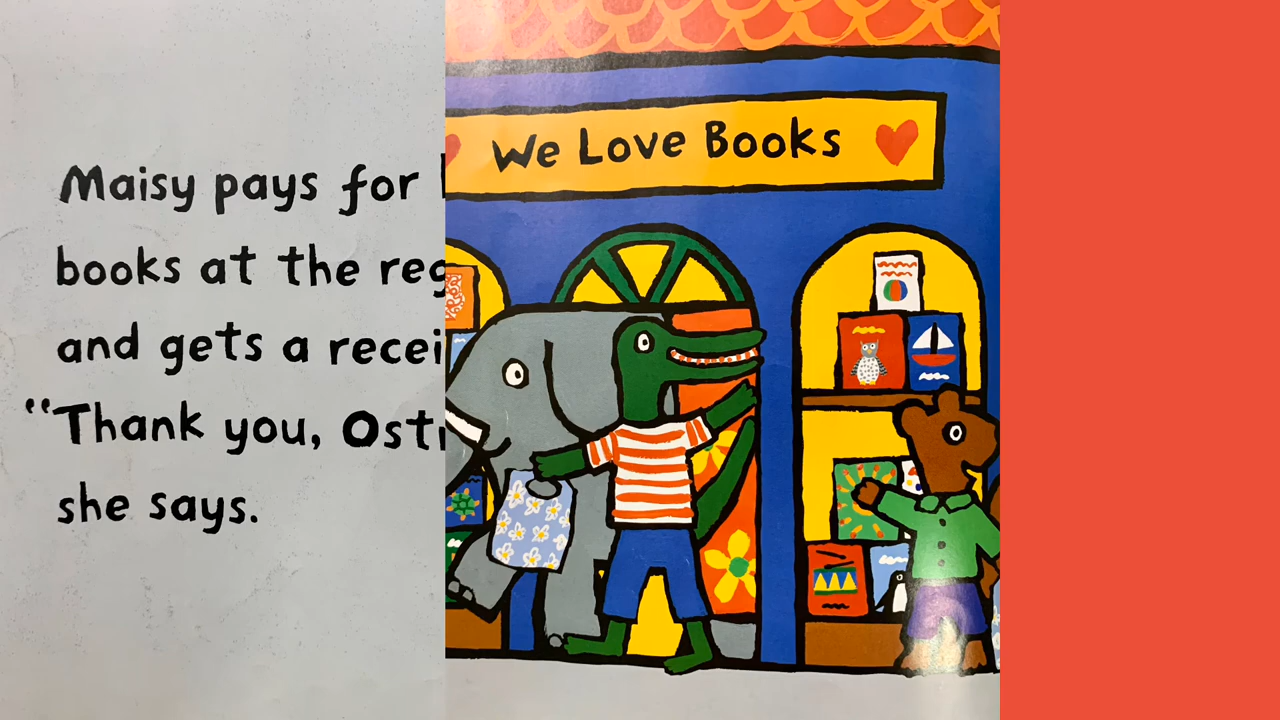 Maisy pays for
books at the reg
and gets a recei
“Thank you, Ost
she says.
We Love Books